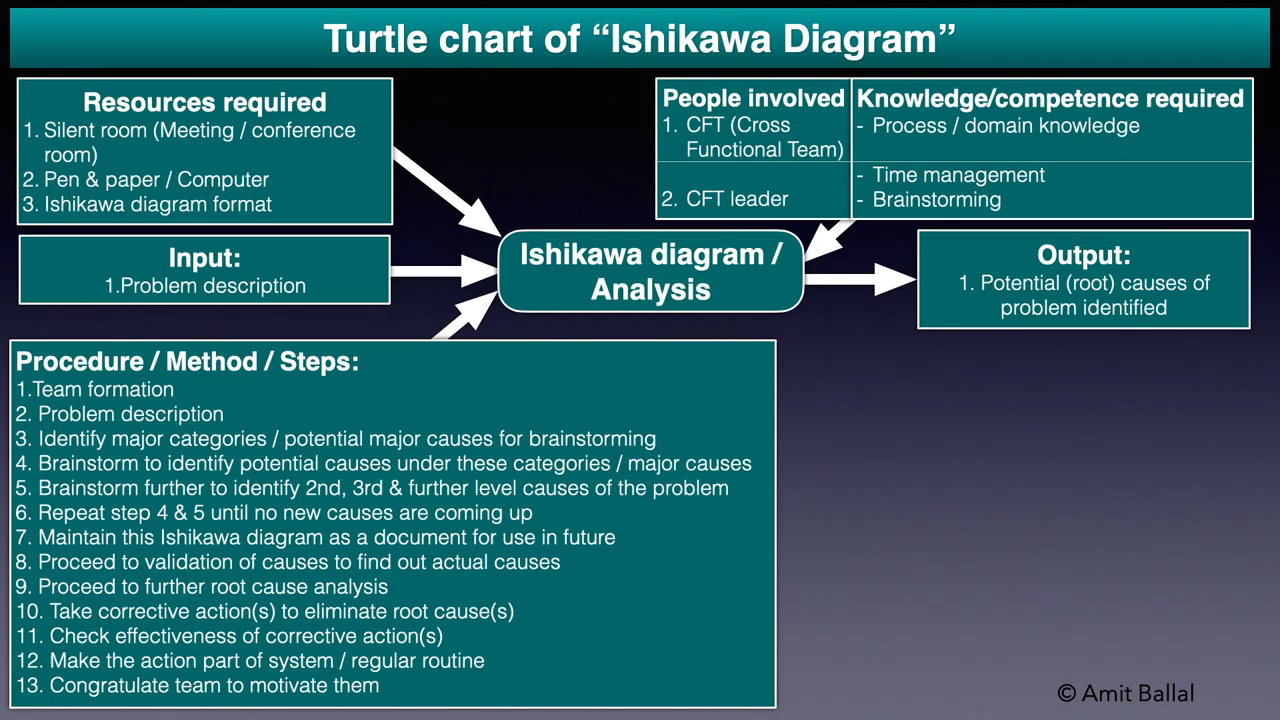 Turtle chart of “Ishikawa Diagram”
Resources required
1. Silent room (Meeting / conference
room)
2. Pen & paper / Computer
3. Ishikawa diagram format
People involved
1. CFT (Cross
Functional Team)
2. CFT leader
Knowledge/competence required
- Process / domain knowledge
- Time management
- Brainstorming
Input:
1.Problem description
Ishikawa diagram /
Analysis
Output:
1. Potential (root) causes of
problem identified
Procedure / Method / Steps:
1.Team formation
2. Problem description
3. Identify major categories / potential major causes for brainstorming
4. Brainstorm to identify potential causes under these categories / major causes
5. Brainstorm further to identify 2nd, 3rd & further level causes of the problem
6. Repeat step 4 & 5 until no new causes are coming up
7. Maintain this Ishikawa diagram as a document for use in future
8. Proceed to validation of causes to find out actual causes
9. Proceed to further root cause analysis
10. Take corrective action(s) to eliminate root cause(s)
11. Check effectiveness of corrective action(s)
12. Make the action part of system / regular routine
13. Congratulate team to motivate them
© Amit Ballal